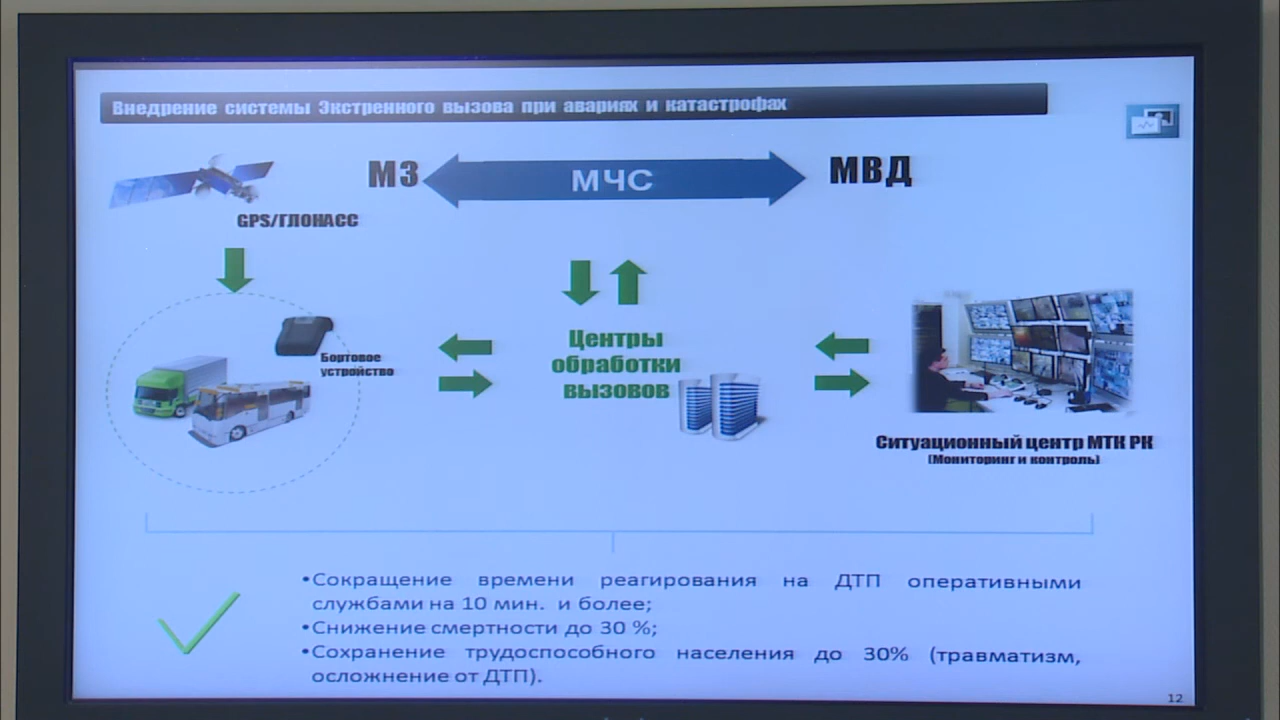 Внедрение системы Экстренного вызова при авариях и катастрофах
МЗ
МЧС
МВД
GPS/ГЛОНАСС
Бортовое
устройство
Центры
обработки
вызовов
Ситуационный центр МТК РК
(Мониторинг и контроль)
•Сокращение времени реагирования на ДТП оперативными
службами на 10 мин. и более;
•Снижение смертности до 30 %;
•Сохранение трудоспособного населения до 30% (травматизм,
осложнение от ДТП).
12